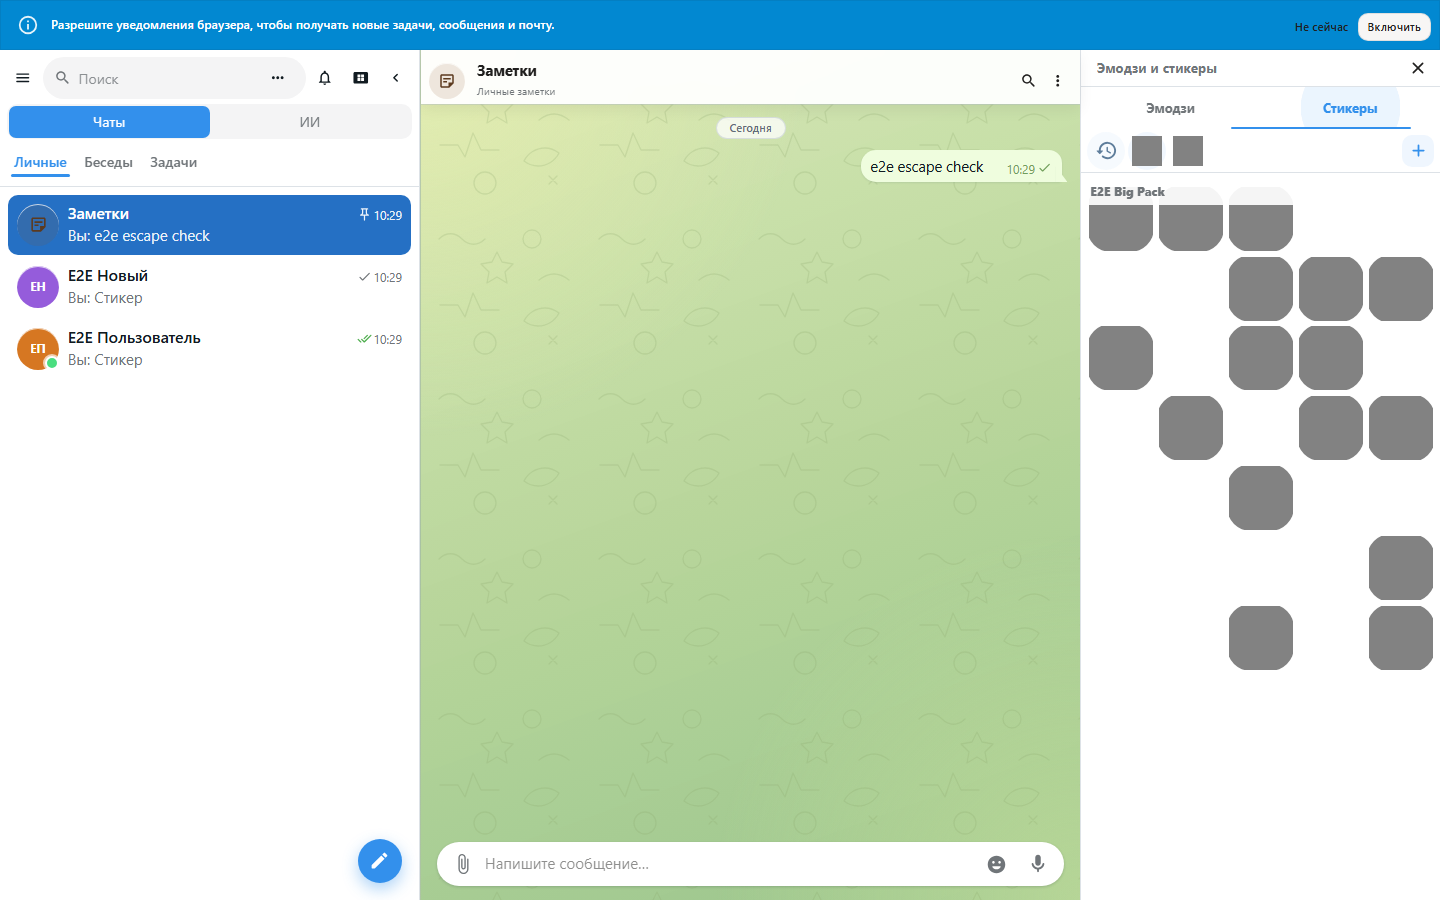 Разрешите уведомления браузера, чтобы получать новые задачи, сообщения и почту.
Не сейчас
Включить
Поиск
Чаты
ИИ
Личные
Беседы
Задачи
Заметки
10:29
Вы: e2e escape check
ЕН
E2E Новый
10:29
Вы: Стикер
ЕП
E2E Пользователь
10:29
Вы: Стикер
Заметки
Личные заметки
Сегодня
e2e escape check
10:29
Напишите сообщение...
Эмодзи и стикеры
Эмодзи
Стикеры
E2E Big Pack